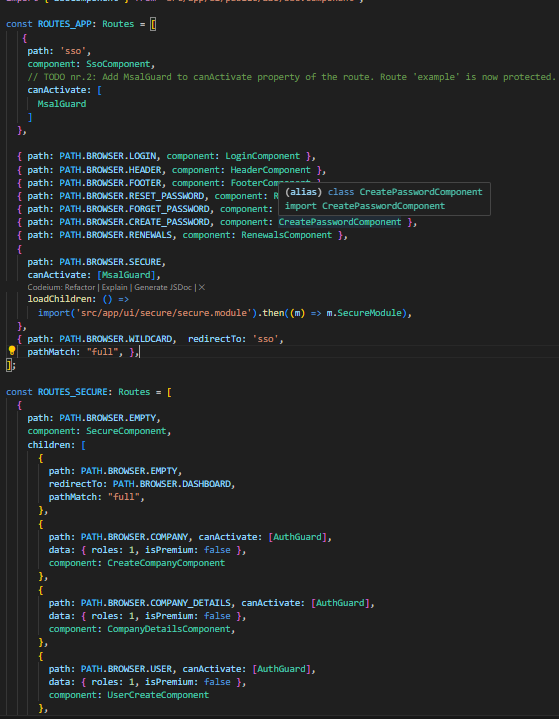 const ROUTES_APP: Routes = [
{
path: 'sso',
component: SsoComponent,
// TODO nr.2: Add MsalGuard to canActivate property of the route. Route 'example' is now protected.
canActivate: [
MsalGuard
]
},
{ path: PATH.BROWSER.LOGIN, component: LoginComponent },
{ path: PATH.BROWSER.HEADER, component: HeaderComponent },
{ path: PATH.BROWSER.FOOTER, component: FooterCom
(alias) class CreatePasswordComponent
import CreatePasswordComponent
{ path: PATH.BROWSER.RESET_PASSWORD, component: R
{ path: PATH.BROWSER.FORGET_PASSWORD, component:
{ path: PATH.BROWSER.CREATE_PASSWORD, component: CreatePasswordComponent },
{ path: PATH.BROWSER.RENEWALS, component: RenewalsComponent },
{
path: PATH.BROWSER.SECURE,
canActivate: [MsalGuard],
Codeium: Refactor | Explain | Generate JSDoc | X
loadChildren: () =>
import('src/app/ui/secure/secure.module').then((m) => m.SecureModule),
},
{ path: PATH.BROWSER.WILDCARD, redirectTo: 'sso',
pathMatch: "full", },
];
const ROUTES_SECURE: Routes = [
{
path: PATH.BROWSER.EMPTY,
component: SecureComponent,
children: [
{
path: PATH.BROWSER.EMPTY,
redirectTo: PATH.BROWSER.DASHBOARD,
pathMatch: "full",
},
{
path: PATH.BROWSER.COMPANY, canActivate: [AuthGuard],
data: { roles: 1, isPremium: false },
component: CreateCompanyComponent
},
{
path: PATH.BROWSER.COMPANY_DETAILS, canActivate: [AuthGuard],
data: { roles: 1, isPremium: false },
component: CompanyDetailsComponent,
},
{
path: PATH.BROWSER.USER, canActivate: [AuthGuard],
data: { roles: 1, isPremium: false },
component: UserCreateComponent
},